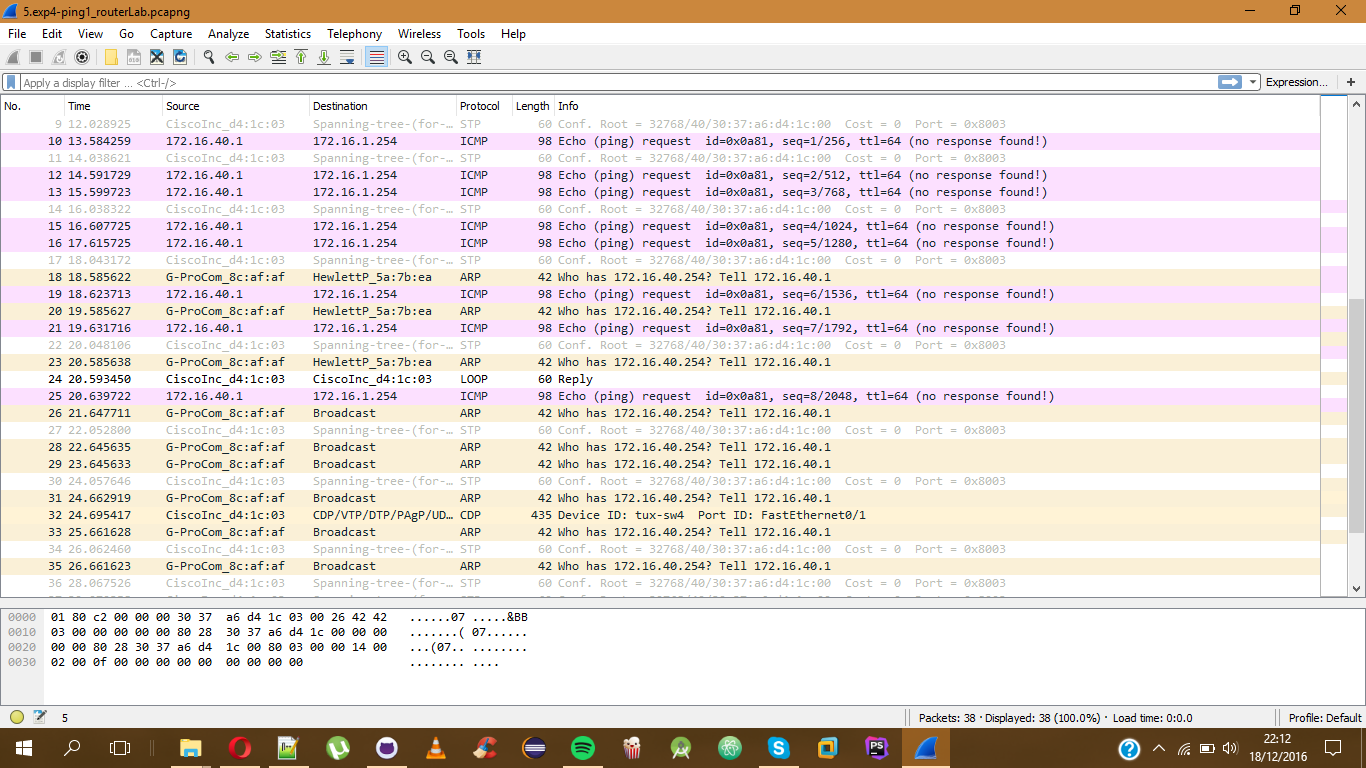 5.exp4-ping1_routerLab.pcapng
File Edit View Go Capture Analyze Statistics Telephony Wireless Tools Help
Apply a display filter ... <Ctrl-/> Expression... +
No. Time Source Destination Protocol Length Info
9 12.028925 CiscoInc_d4:1c:03 Spanning-tree-(for-… STP 60 Conf. Root = 32768/40/30:37:a6:d4:1c:00 Cost = 0 Port = 0x8003
10 13.584259 172.16.40.1 172.16.1.254 ICMP 98 Echo (ping) request id=0x0a81, seq=1/256, ttl=64 (no response found!)
11 14.038621 CiscoInc_d4:1c:03 Spanning-tree-(for-… STP 60 Conf. Root = 32768/40/30:37:a6:d4:1c:00 Cost = 0 Port = 0x8003
12 14.591729 172.16.40.1 172.16.1.254 ICMP 98 Echo (ping) request id=0x0a81, seq=2/512, ttl=64 (no response found!)
13 15.599723 172.16.40.1 172.16.1.254 ICMP 98 Echo (ping) request id=0x0a81, seq=3/768, ttl=64 (no response found!)
14 16.038322 CiscoInc_d4:1c:03 Spanning-tree-(for-… STP 60 Conf. Root = 32768/40/30:37:a6:d4:1c:00 Cost = 0 Port = 0x8003
15 16.607725 172.16.40.1 172.16.1.254 ICMP 98 Echo (ping) request id=0x0a81, seq=4/1024, ttl=64 (no response found!)
16 17.615725 172.16.40.1 172.16.1.254 ICMP 98 Echo (ping) request id=0x0a81, seq=5/1280, ttl=64 (no response found!)
17 18.043172 CiscoInc_d4:1c:03 Spanning-tree-(for-… STP 60 Conf. Root = 32768/40/30:37:a6:d4:1c:00 Cost = 0 Port = 0x8003
18 18.585622 G-ProCom_8c:af:af HewlettP_5a:7b:ea ARP 42 Who has 172.16.40.254? Tell 172.16.40.1
19 18.623713 172.16.40.1 172.16.1.254 ICMP 98 Echo (ping) request id=0x0a81, seq=6/1536, ttl=64 (no response found!)
20 19.585627 G-ProCom_8c:af:af HewlettP_5a:7b:ea ARP 42 Who has 172.16.40.254? Tell 172.16.40.1
21 19.631716 172.16.40.1 172.16.1.254 ICMP 98 Echo (ping) request id=0x0a81, seq=7/1792, ttl=64 (no response found!)
22 20.048106 CiscoInc_d4:1c:03 Spanning-tree-(for-… STP 60 Conf. Root = 32768/40/30:37:a6:d4:1c:00 Cost = 0 Port = 0x8003
23 20.585638 G-ProCom_8c:af:af HewlettP_5a:7b:ea ARP 42 Who has 172.16.40.254? Tell 172.16.40.1
24 20.593450 CiscoInc_d4:1c:03 CiscoInc_d4:1c:03 LOOP 60 Reply
25 20.639722 172.16.40.1 172.16.1.254 ICMP 98 Echo (ping) request id=0x0a81, seq=8/2048, ttl=64 (no response found!)
26 21.647711 G-ProCom_8c:af:af Broadcast ARP 42 Who has 172.16.40.254? Tell 172.16.40.1
27 22.052800 CiscoInc_d4:1c:03 Spanning-tree-(for-… STP 60 Conf. Root = 32768/40/30:37:a6:d4:1c:00 Cost = 0 Port = 0x8003
28 22.645635 G-ProCom_8c:af:af Broadcast ARP 42 Who has 172.16.40.254? Tell 172.16.40.1
29 23.645633 G-ProCom_8c:af:af Broadcast ARP 42 Who has 172.16.40.254? Tell 172.16.40.1
30 24.057646 CiscoInc_d4:1c:03 Spanning-tree-(for-… STP 60 Conf. Root = 32768/40/30:37:a6:d4:1c:00 Cost = 0 Port = 0x8003
31 24.662919 G-ProCom_8c:af:af Broadcast ARP 42 Who has 172.16.40.254? Tell 172.16.40.1
32 24.695417 CiscoInc_d4:1c:03 CDP/VTP/DTP/PAgP/UD… CDP 435 Device ID: tux-sw4 Port ID: FastEthernet0/1
33 25.661628 G-ProCom_8c:af:af Broadcast ARP 42 Who has 172.16.40.254? Tell 172.16.40.1
34 26.062460 CiscoInc_d4:1c:03 Spanning-tree-(for-… STP 60 Conf. Root = 32768/40/30:37:a6:d4:1c:00 Cost = 0 Port = 0x8003
35 26.661623 G-ProCom_8c:af:af Broadcast ARP 42 Who has 172.16.40.254? Tell 172.16.40.1
36 28.067526 CiscoInc_d4:1c:03 Spanning-tree-(for-… STP 60 Conf. Root = 32768/40/30:37:a6:d4:1c:00 Cost = 0 Port = 0x8003
0000 01 80 c2 00 00 00 30 37 a6 d4 1c 03 00 26 42 42 ......07 .....&BB
0010 03 00 00 00 00 00 80 28 30 37 a6 d4 1c 00 00 00 .......( 07......
0020 00 00 80 28 30 37 a6 d4 1c 00 80 03 00 00 14 00 ...(07.. ........
0030 02 00 0f 00 00 00 00 00 00 00 00 00 ........ ....
5 Packets: 38 · Displayed: 38 (100.0%) · Load time: 0:0.0 Profile: Default
22:12
18/12/2016